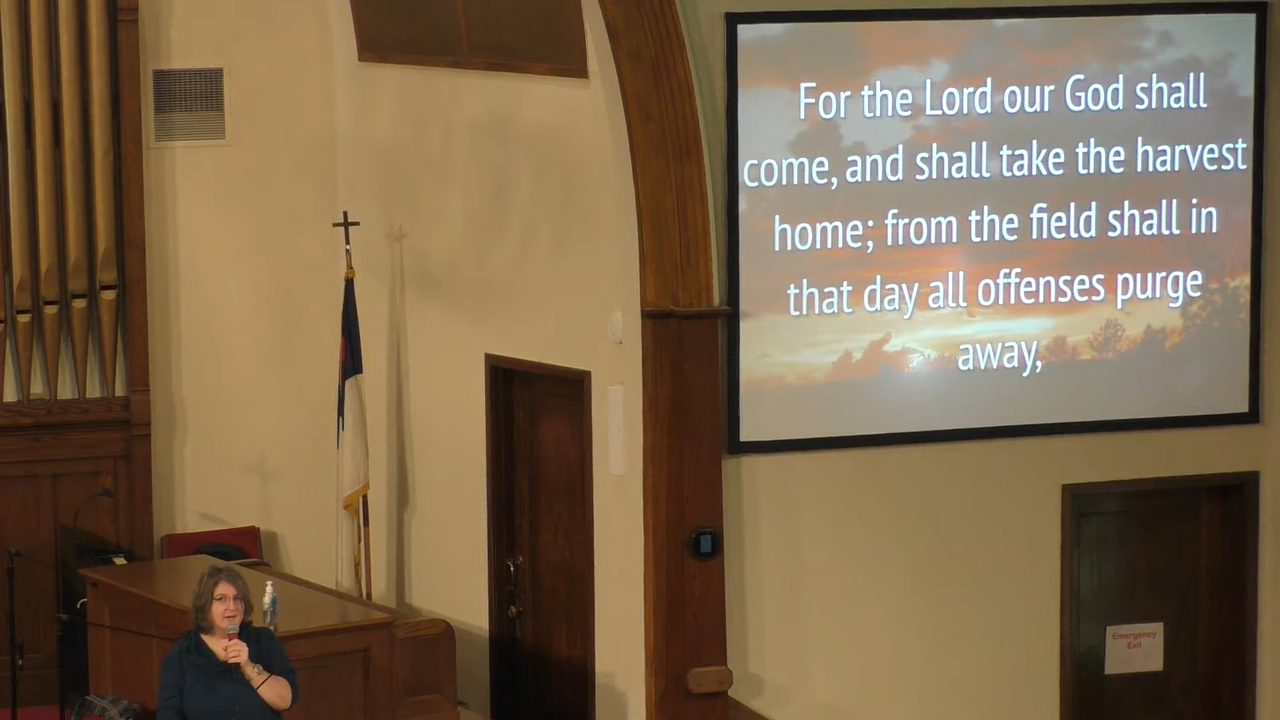 For the Lord our God shall
come, and shall take the harvest
home; from the field shall in
that day all offenses purge
away,
Emergency
Exit